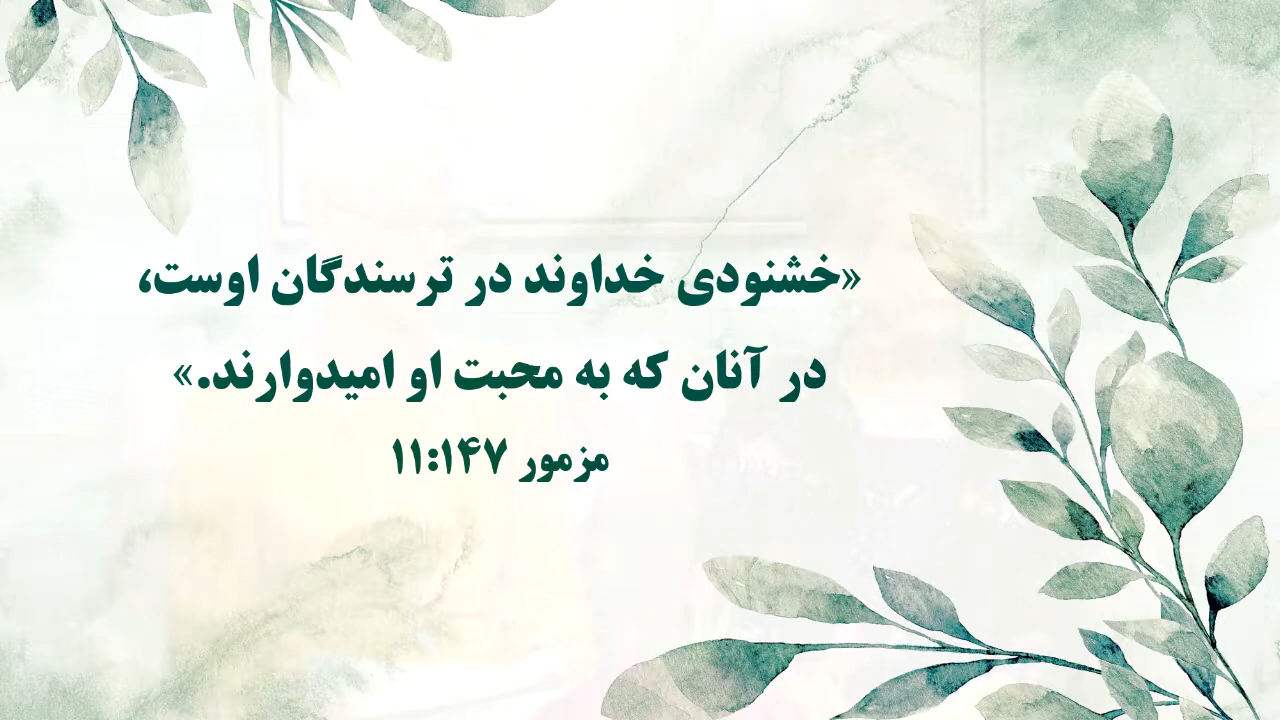 «خشنودی خداوند در ترسندگان اوست،
در آنان که به محبت او امیدوارند.»
مزمور ۱۱:۱۴۷